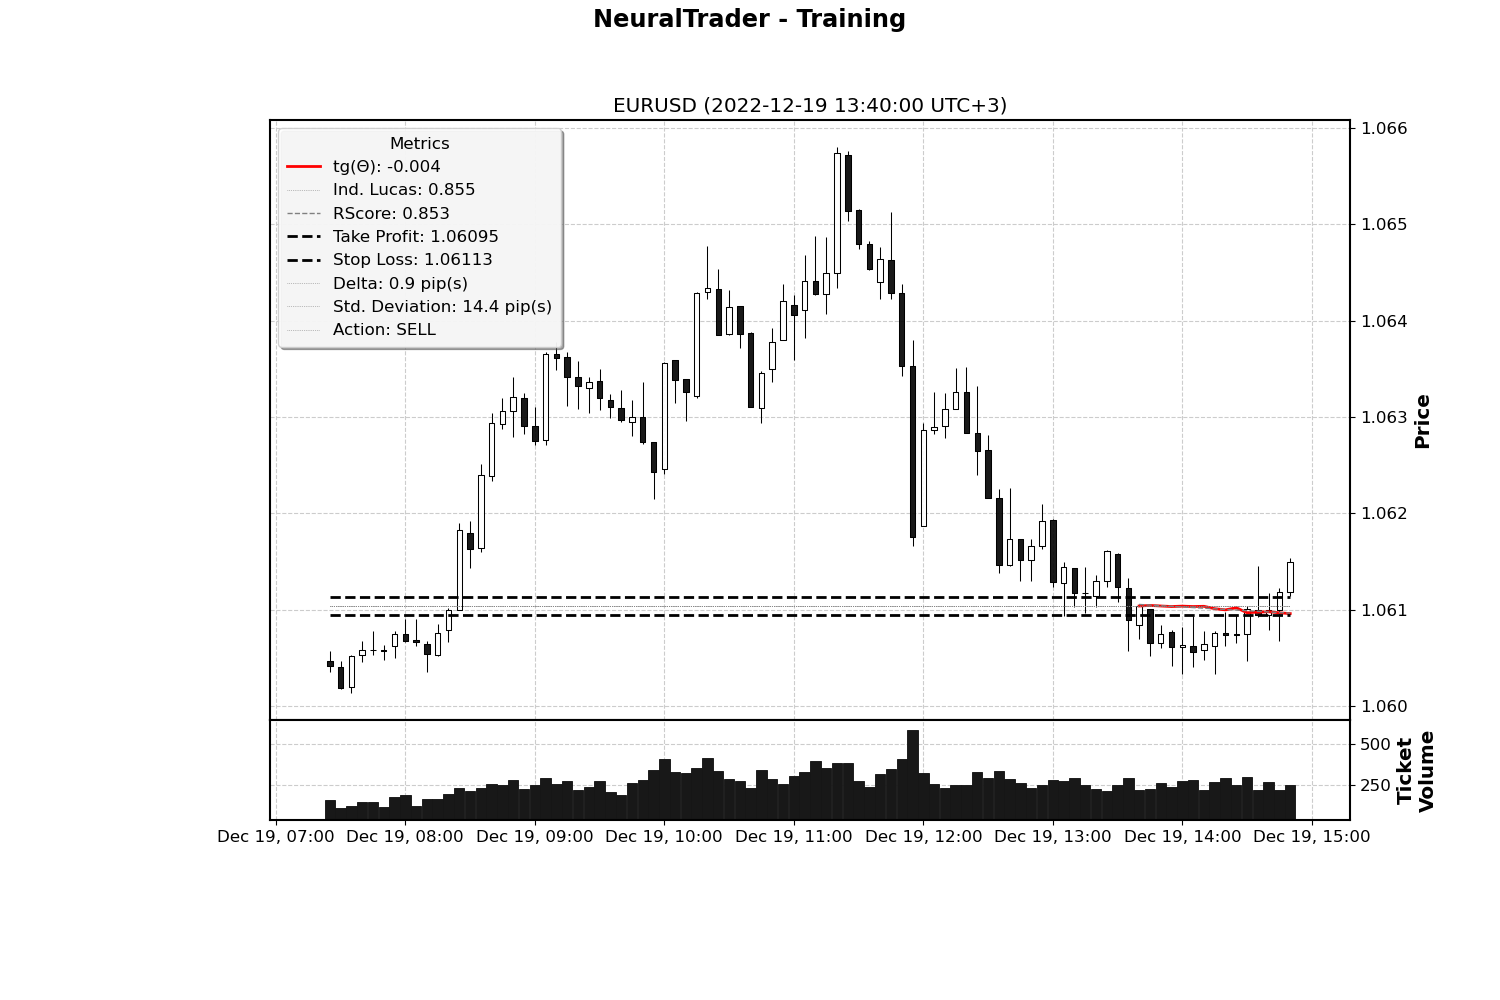 NeuralTrader - Training
EURUSD (2022-12-19 13:40:00 UTC+3)
Metrics
tg(Θ): -0.004
Ind. Lucas: 0.855
RScore: 0.853
Take Profit: 1.06095
Stop Loss: 1.06113
Delta: 0.9 pip(s)
Std. Deviation: 14.4 pip(s)
Action: SELL
1.066
1.065
1.064
1.063
1.062
1.061
1.060
Price
500
250
Ticket
Volume
Dec 19, 07:00 Dec 19, 08:00 Dec 19, 09:00 Dec 19, 10:00 Dec 19, 11:00 Dec 19, 12:00 Dec 19, 13:00 Dec 19, 14:00 Dec 19, 15:00